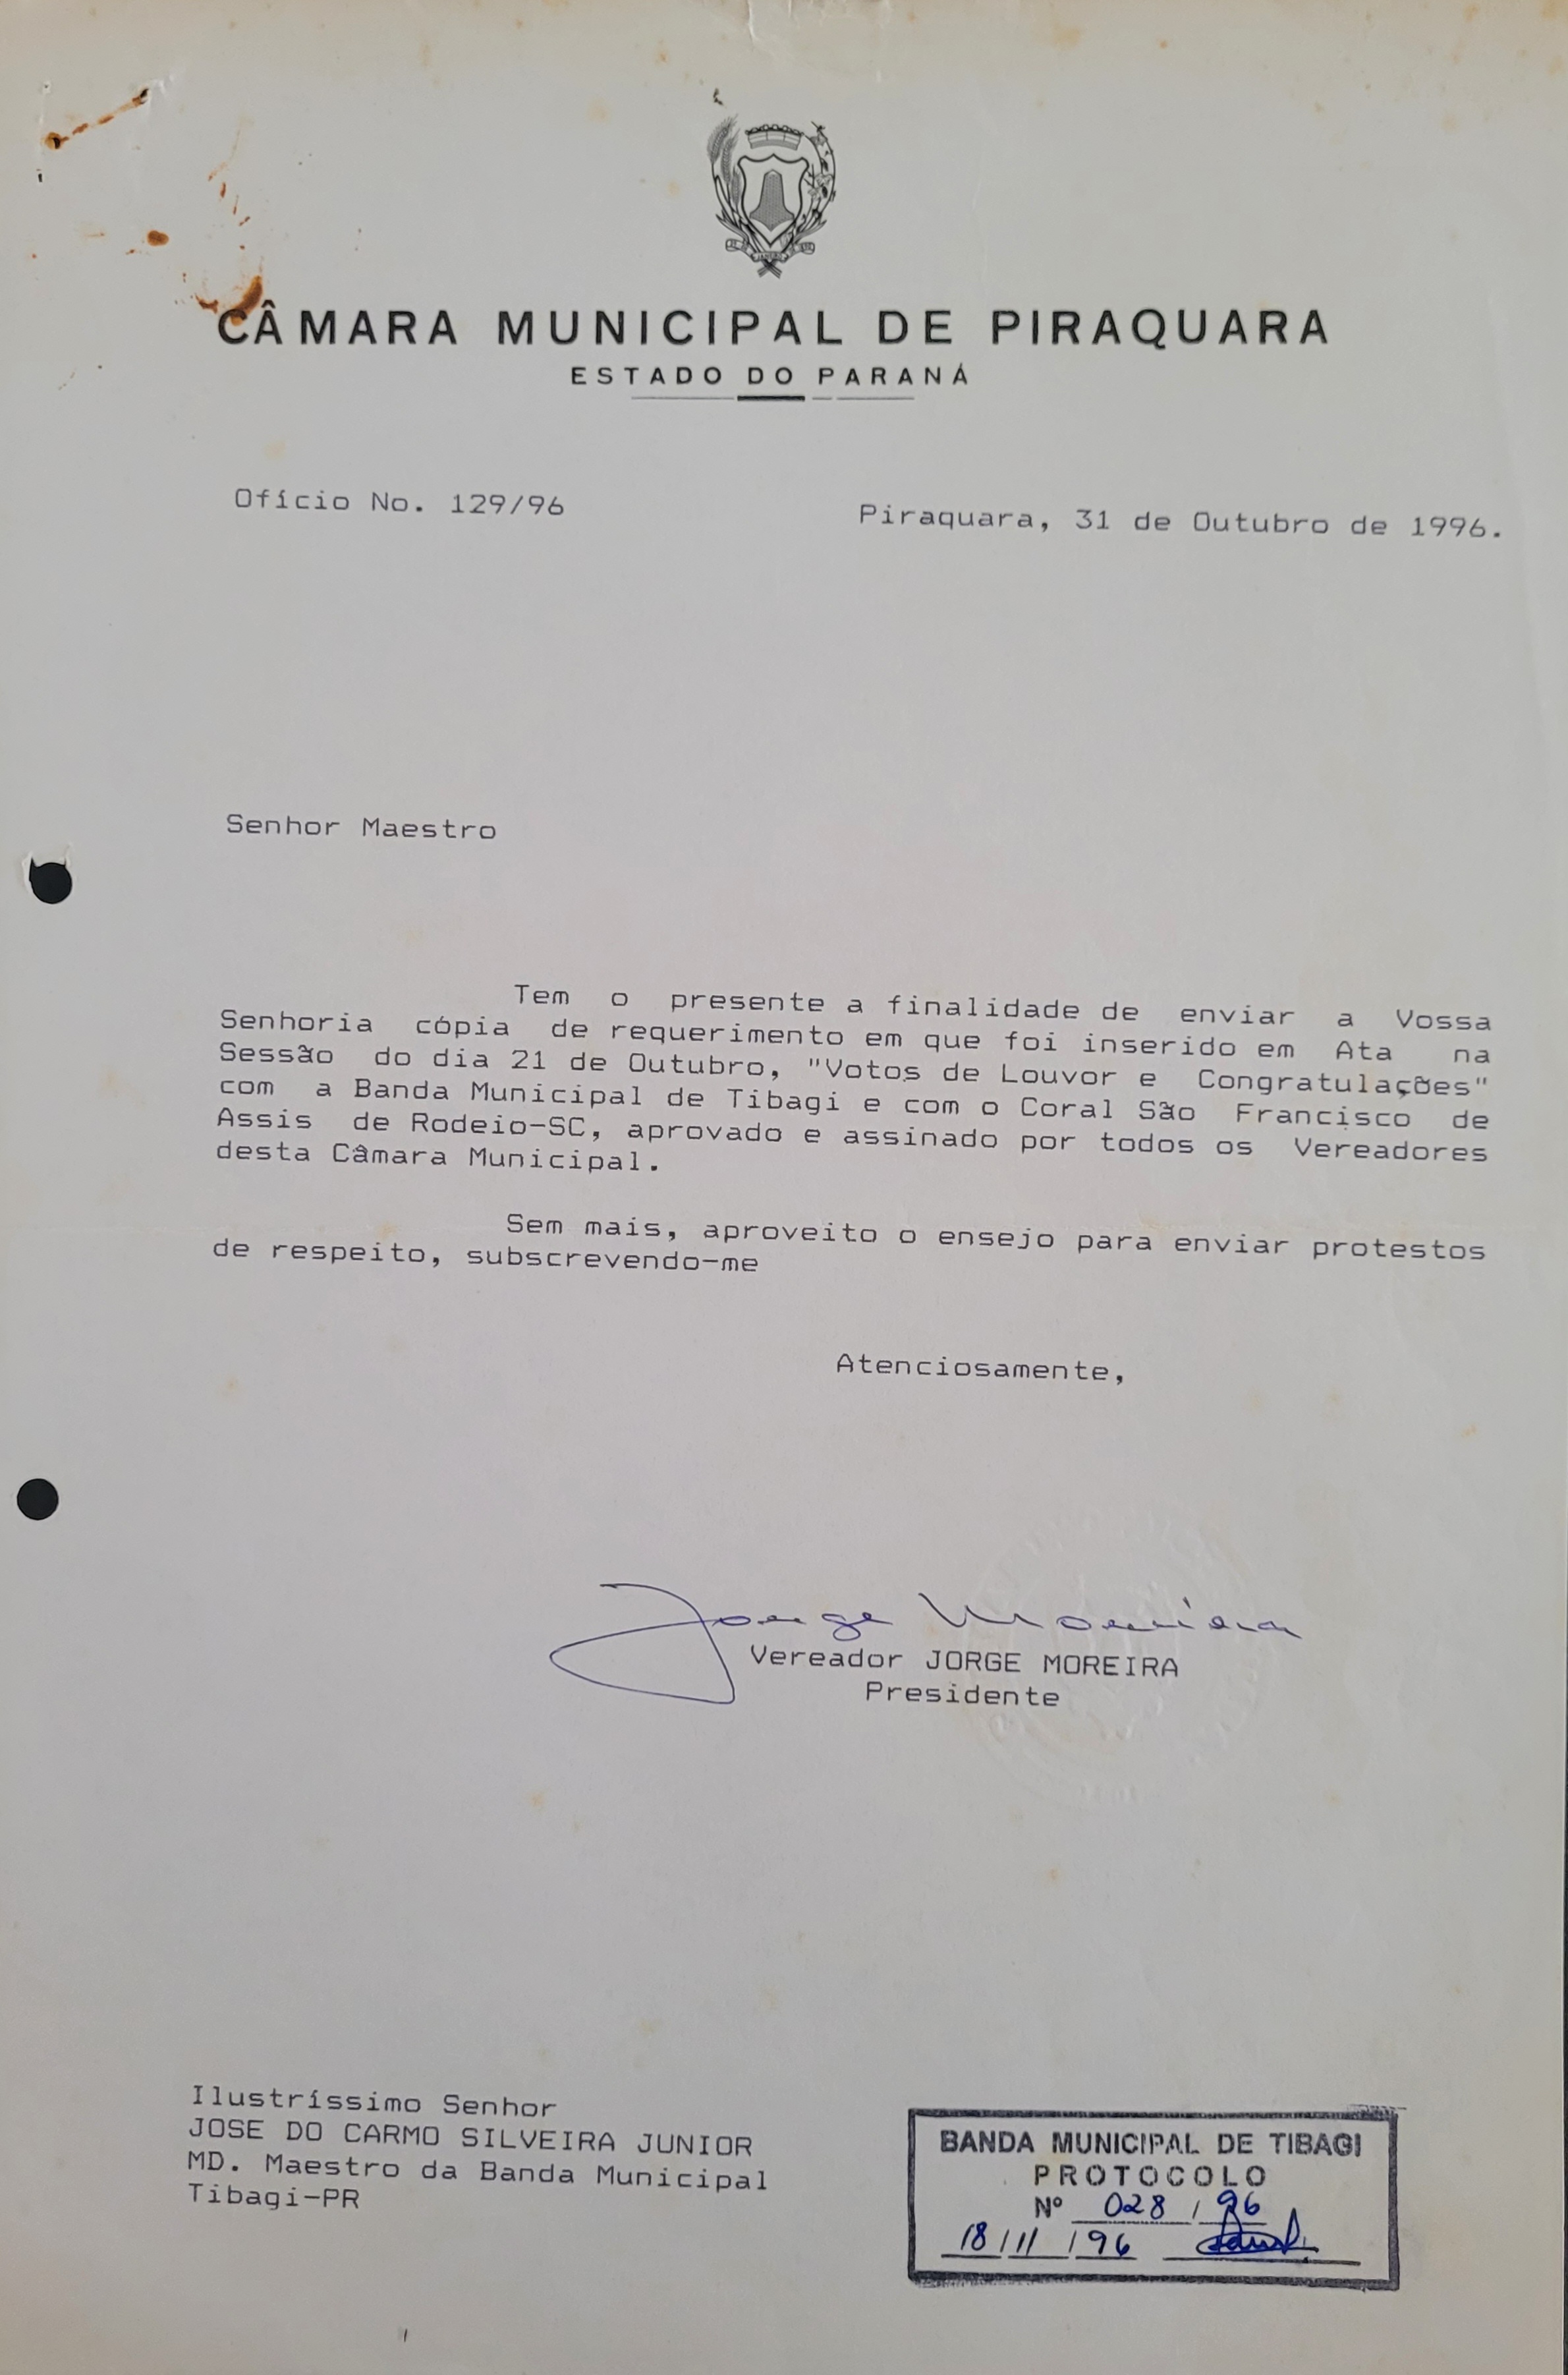 CÂMARA MUNICIPAL DE PIRAQUARA
ESTADO DO PARANÁ
Ofício No. 129/96
Piraquara, 31 de Outubro de 1996.
Senhor Maestro
Tem o presente a finalidade de enviar a Vossa
Senhoria cópia de requerimento em que foi inserido em Ata na
Sessão do dia 21 de Outubro, "Votos de Louvor e Congratulações"
com a Banda Municipal de Tibagi e com o Coral São Francisco de
Assis de Rodeio-SC, aprovado e assinado por todos os Vereadores
desta Câmara Municipal.
Sem mais, aproveito o ensejo para enviar protestos
de respeito, subscrevendo-me
Atenciosamente,
Jorge Moreira
Vereador JORGE MOREIRA
Presidente
Ilustríssimo Senhor
JOSE DO CARMO SILVEIRA JUNIOR
MD. Maestro da Banda Municipal
Tibagi-PR
BANDA MUNICIPAL DE TIBAGI
PROTOCOLO
Nº 028 / 96
18 / 11 / 96